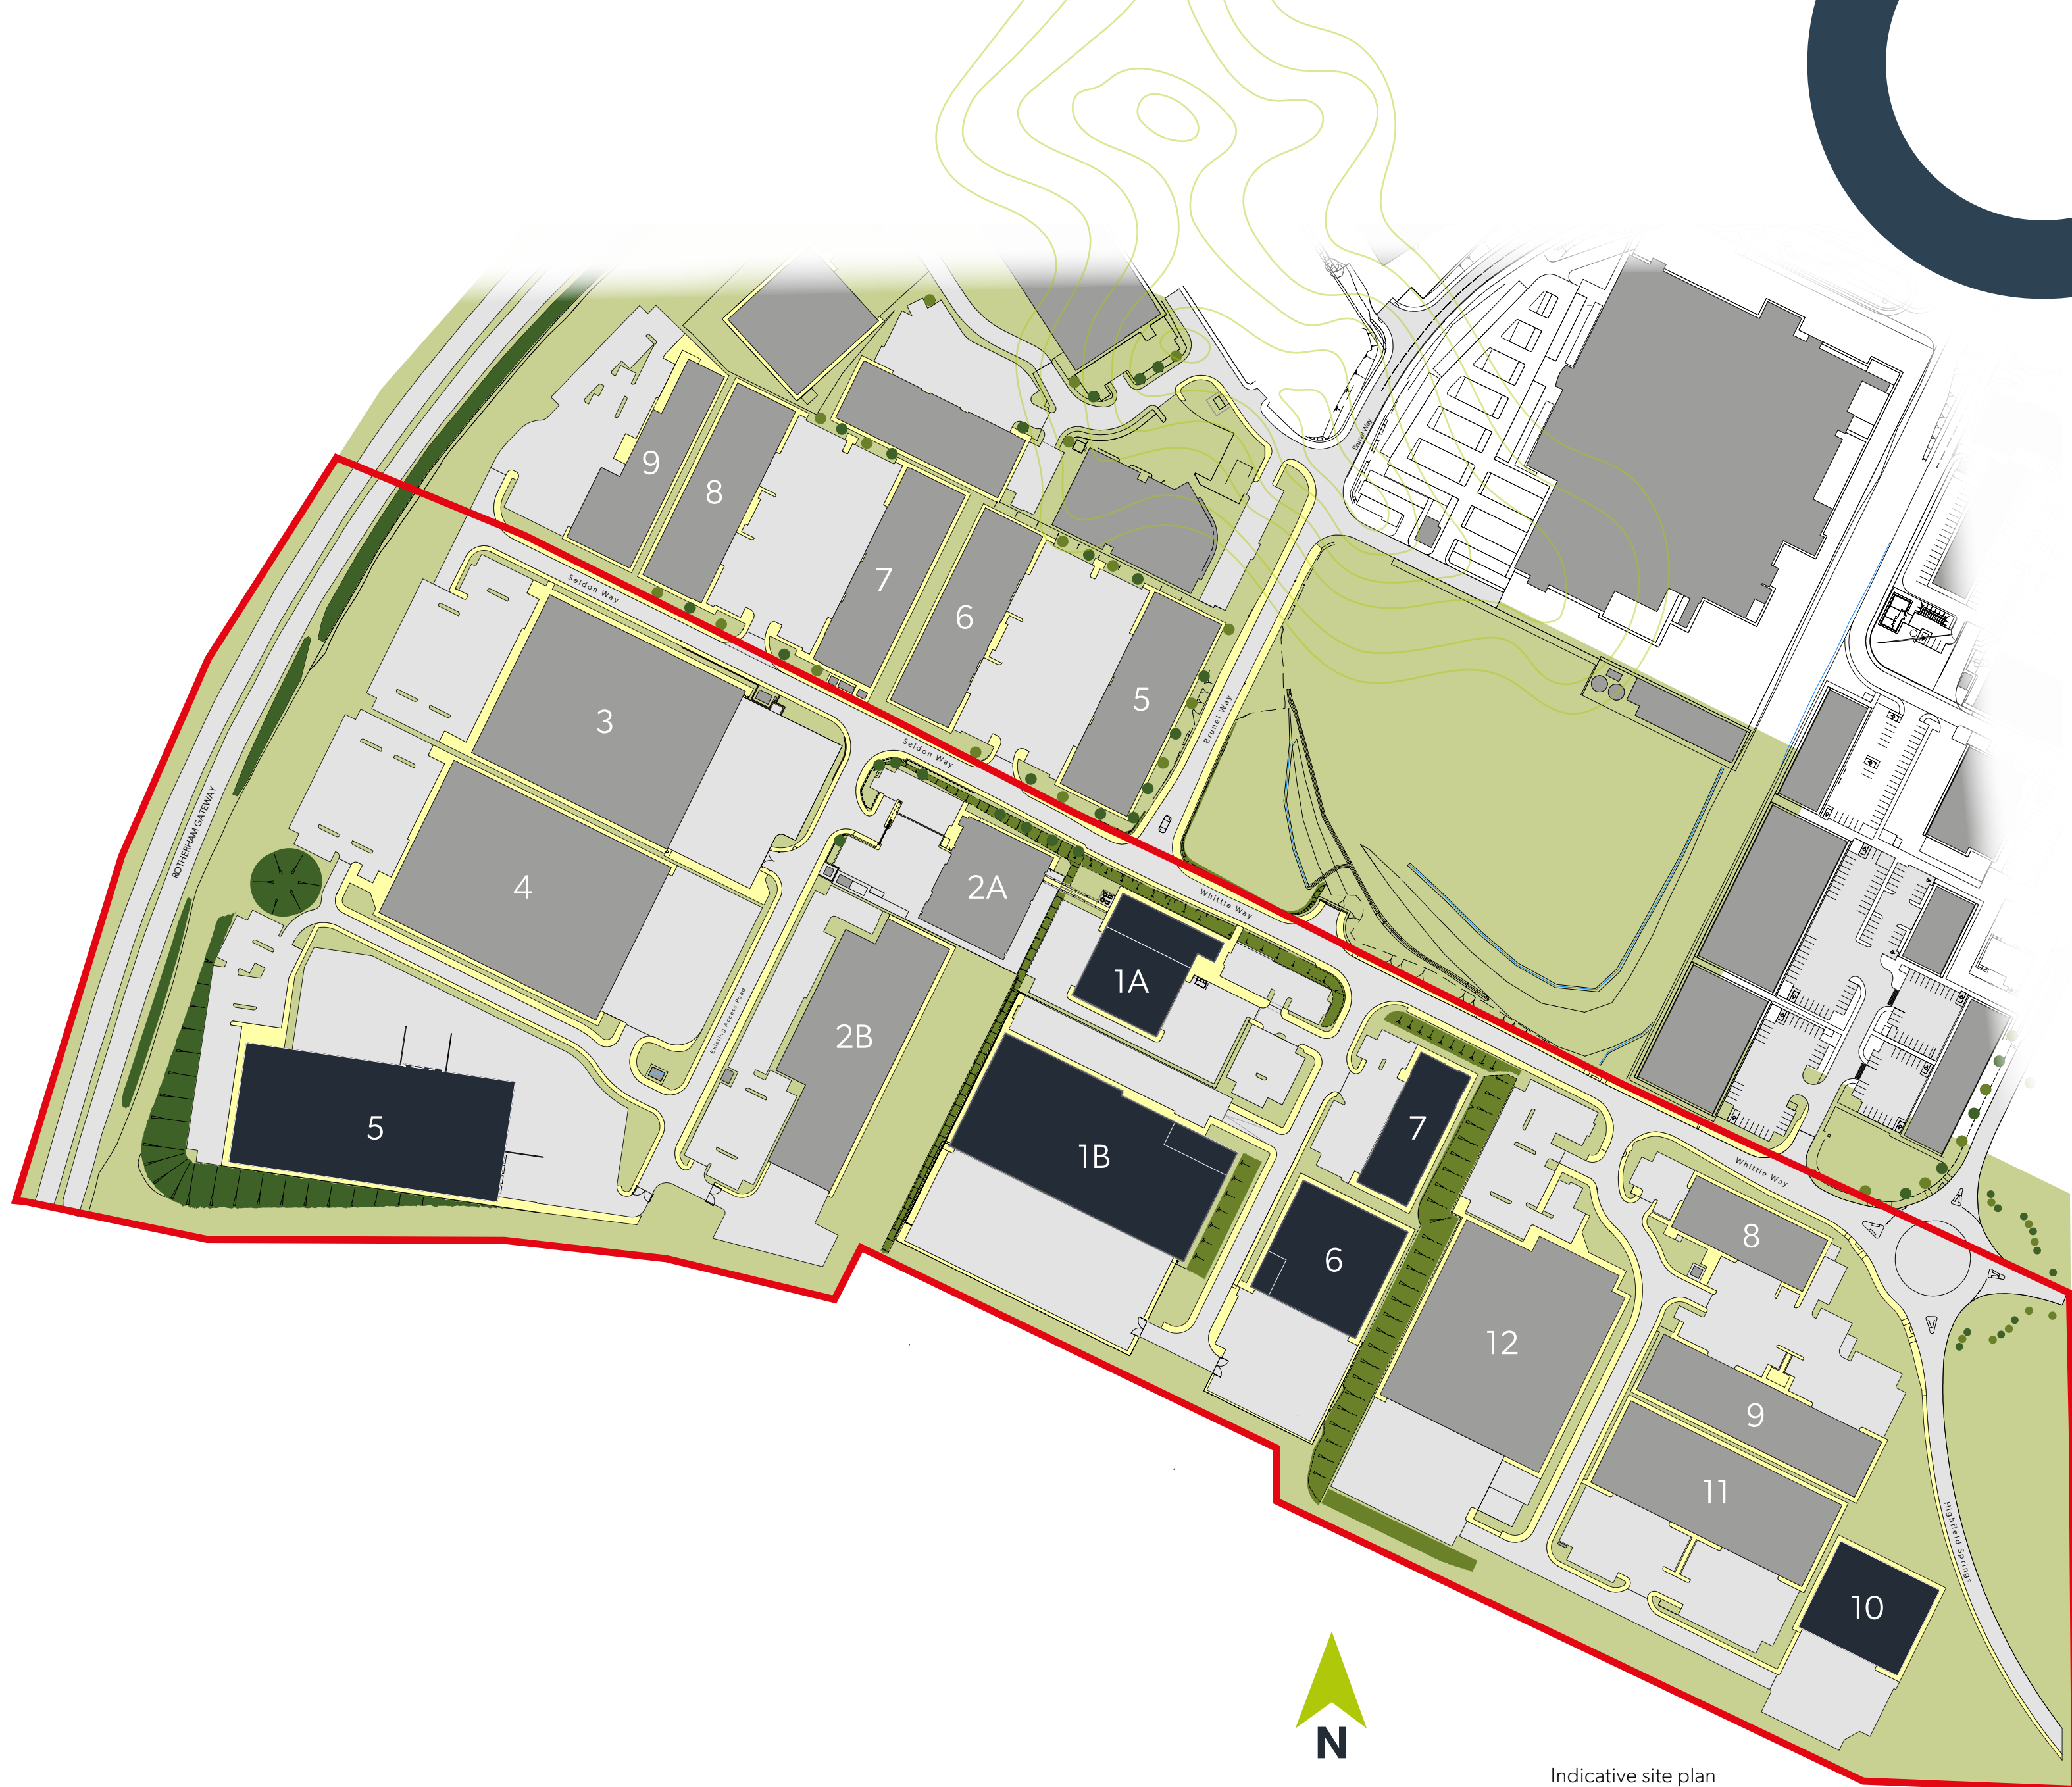 Brunel Way
9
8
7
Seldon Way
6
5
Brunel Way
3
Seldon Way
ROTHERHAM GATEWAY
4
2A
Whittle Way
1A
Existing Access Road
2B
5
7
1B
Whittle Way
8
6
12
9
11
Highfield Springs
10
N
Indicative site plan